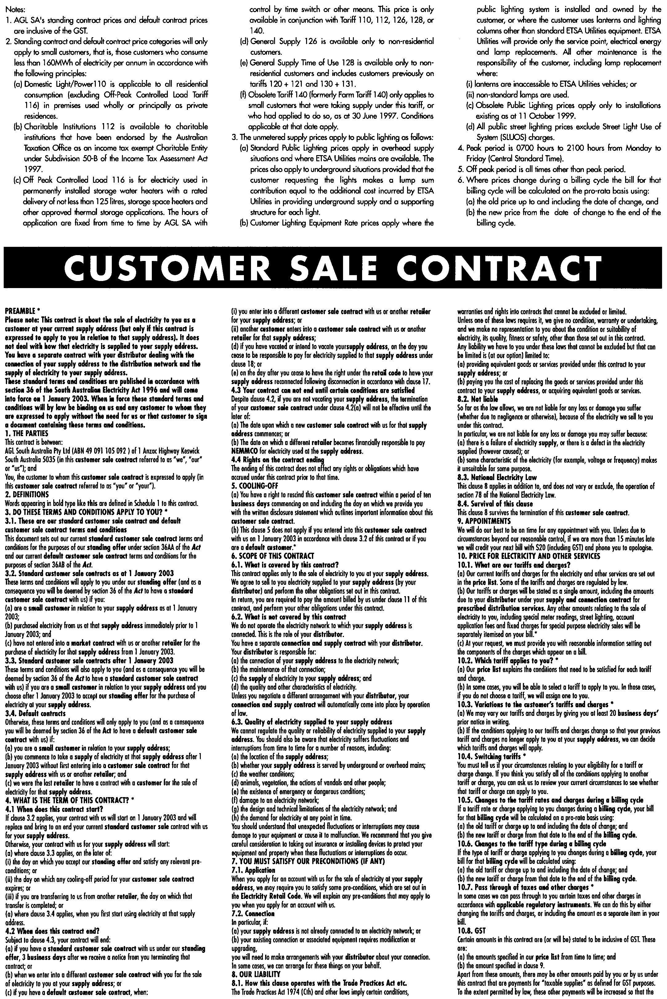 Notes:
1. AGL SA's standing contract prices and default contract prices
are inclusive of the GST.
2. Standing contract and default contract price categories will only
apply to small customers, that is, those customers who consume
less than 160MWh of electricity per annum in accordance with
the following principles:
(a) Domestic Light/Power110 is applicable to all residential
consumption (excluding Off-Peak Controlled Load Tariff
116) in premises used wholly or principally as private
residences.
(b) Charitable Institutions 112 is available to charitable
institutions that have been endorsed by the Australian
Taxation Office as an income tax exempt Charitable Entity
under Subdivision 50-B of the Income Tax Assessment Act
1997.
(c) Off Peak Controlled Load 116 is for electricity used in
permanently installed storage water heaters with a rated
delivery of not less than 125 litres, storage space heaters and
other approved thermal storage applications. The hours of
application are fixed from time to time by AGL SA with
control by time switch or other means. This price is only
available in conjunction with Tariff 110, 112, 126, 128, or
140.
(d) General Supply 126 is available only to non-residential
customers.
(e) General Supply Time of Use 128 is available only to non-
residential customers and includes customers previously on
tariffs 120 + 121 and 130 + 131.
(f) Obsolete Tariff 140 (formerly Farm Tariff 140) only applies to
small customers that were taking supply under this tariff, or
who had applied to do so, as at 30 June 1997. Conditions
applicable at that date apply.
3. The unmetered supply prices apply to public lighting as follows:
(a) Standard Public Lighting prices apply in overhead supply
situations and where ETSA Utilities mains are available. The
prices also apply to underground situations provided that the
customer requesting the lights makes a lump sum
contribution equal to the additional cost incurred by ETSA
Utilities in providing underground supply and a supporting
structure for each light.
(b) Customer Lighting Equipment Rate prices apply where the
public lighting system is installed and owned by the
customer, or where the customer uses lanterns and lighting
columns other than standard ETSA Utilities equipment. ETSA
Utilities will provide only the service point, electrical energy
and lamp replacements. All other maintenance is the
responsibility of the customer, including lamp replacement
where:
(i) lanterns are inaccessible to ETSA Utilities vehicles; or
(ii) non-standard lamps are used.
(c) Obsolete Public Lighting prices apply only to installations
existing as at 11 October 1999.
(d) All public street lighting prices exclude Street Light Use of
System (SLUOS) charges.
4. Peak period is 0700 hours to 2100 hours from Monday to
Friday (Central Standard Time).
5. Off peak period is all times other than peak period.
6. Where prices change during a billing cycle the bill for that
billing cycle will be calculated on the pro-rata basis using:
(a) the old price up to and including the date of change, and
(b) the new price from the date of change to the end of the
billing cycle.
CUSTOMER SALE CONTRACT
PREAMBLE *
Please note: This contract is about the sale of electricity to you as a
customer at your current supply address (but only if this contract is
expressed to apply to you in relation to that supply address). It does
not deal with how that electricity is supplied to your supply address.
You have a separate contract with your distributor dealing with the
connection of your supply address to the distribution network and the
supply of electricity to your supply address.
These standard terms and conditions are published in accordance with
section 36 of the South Australian Electricity Act 1996 and will come
into force on 1 January 2003. When in force these standard terms and
conditions will by law be binding on us and any customer to whom they
are expressed to apply without the need for us or that customer to sign
a document containing these terms and conditions.
1. THE PARTIES
This contract is between:
AGL South Australia Pty Ltd (ABN 49 091 105 092 ) of 1 Anzac Highway Keswick
South Australia 5035 (in this customer sale contract referred to as "we", "our"
or "us"); and
You, the customer to whom this customer sale contract is expressed to apply (in
this customer sale contract referred to as "you" or "your").
2. DEFINITIONS
Words appearing in bold type like this are defined in Schedule 1 to this contract.
3. DO THESE TERMS AND CONDITIONS APPLY TO YOU? *
3.1. These are our standard customer sale contract and default
customer sale contract terms and conditions
This document sets out our current standard customer sale contract terms and
conditions for the purposes of our standing offer under section 36AA of the Act
and our current default customer sale contract terms and conditions for the
purposes of section 36AB of the Act.
3.2. Standard customer sale contracts as at 1 January 2003
These terms and conditions will apply to you under our standing offer (and as a
consequence you will be deemed by section 36 of the Act to have a standard
customer sale contract with us) if you:
(a) are a small customer in relation to your supply address as at 1 January
2003;
(b) purchased electricity from us at that supply address immediately prior to 1
January 2003; and
(c) have not entered into a market contract with us or another retailer for the
purchase of electricity for that supply address from 1 January 2003.
3.3. Standard customer sale contracts after 1 January 2003
These terms and conditions will also apply to you (and as a consequence you will be
deemed by section 36 of the Act to have a standard customer sale contract
with us) if you are a small customer in relation to your supply address and you
choose after 1 January 2003 to accept our standing offer for the purchase of
electricity at your supply address.
3.4. Default contracts
Otherwise, these terms and conditions will only apply to you (and as a consequence
you will be deemed by section 36 of the Act to have a default customer sale
contract with us) if:
(a) you are a small customer in relation to your supply address;
(b) you commence to take a supply of electricity at that supply address after 1
January 2003 without first entering into a customer sale contract for that
supply address with us or another retailer; and
(c) we were the last retailer to have a contract with a customer for the sale of
electricity for that supply address.
4. WHAT IS THE TERM OF THIS CONTRACT? *
4.1 When does this contract start?
If clause 3.2 applies, your contract with us will start on 1 January 2003 and will
replace and bring to an end your current standard customer sale contract with us
for your supply address.
Otherwise, your contract with us for your supply address will start:
(a) where clause 3.3 applies, on the later of:
(i) the day on which you accept our standing offer and satisfy any relevant pre-
conditions; or
(ii) the day on which any cooling-off period for your customer sale contract
expires; or
(iii) if you are transferring to us from another retailer, the day on which that
transfer is completed; or
(a) where clause 3.4 applies, when you first start using electricity at that supply
address.
4.2 When does this contract end?
Subject to clause 4.3, your contract will end:
(a) if you have a standard customer sale contract with us under our standing
offer, 3 business days after we receive a notice from you terminating that
contract; or
(b) when we enter into a different customer sale contract with you for the sale
of electricity to you at your supply address; or
(c) if you have a default customer sale contract, when:
(i) you enter into a different customer sale contract with us or another retailer
for your supply address; or
(ii) another customer enters into a customer sale contract with us or another
retailer for that supply address;
(d) if you have vacated or intend to vacate yoursupply address, on the day you
cease to be responsible to pay for electricity supplied to that supply address under
clause 18; or
(e) on the day after you cease to have the right under the retail code to have your
supply address reconnected following disconnection in accordance with clause 17.
4.3 Your contract can not end until certain conditions are satisfied
Despite clause 4.2, if you are not vacating your supply address, the termination
of your customer sale contract under clause 4.2(a) will not be effective until the
later of:
(a) The date upon which a new customer sale contract with us for that supply
address commences; or
(b) The date on which a different retailer becomes financially responsible to pay
NEMMCO for electricity used at the supply address.
4.4 Rights on the contract ending
The ending of this contract does not affect any rights or obligations which have
accrued under this contract prior to that time.
5. COOLING-OFF
(a) You have a right to rescind this customer sale contract within a period of ten
business days commencing on and including the day on which we provide you
with the written disclosure statement which outlines important information about this
customer sale contract.
(b) This clause 5 does not apply if you entered into this customer sale contract
with us on 1 January 2003 in accordance with clause 3.2 of this contract or if you
are a default customer.*
6. SCOPE OF THIS CONTRACT
6.1. What is covered by this contract?
This contract applies only to the sale of electricity to you at your supply address.
We agree to sell to you electricity supplied to your supply address (by your
distributor) and perform the other obligations set out in this contract.
In return, you are required to pay the amount billed by us under clause 11 of this
contract, and perform your other obligations under this contract.
6.2. What is not covered by this contract
We do not operate the electricity network to which your supply address is
connected. This is the role of your distributor.
You have a separate connection and supply contract with your distributor.
Your distributor is responsible for:
(a) the connection of your supply address to the electricity network;
(b) the maintenance of that connection;
(c) the supply of electricity to your supply address; and
(d) the quality and other characteristics of electricity.
Unless you negotiate a different arrangement with your distributor, your
connection and supply contract will automatically come into place by operation
of law.
6.3. Quality of electricity supplied to your supply address
We cannot regulate the quality or reliability of electricity supplied to your supply
address. You should also be aware that electricity suffers fluctuations and
interruptions from time to time for a number of reasons, including:
(a) the location of the supply address;
(b) whether your supply address is served by underground or overhead mains;
(c) the weather conditions;
(d) animals, vegetation, the actions of vandals and other people;
(e) the existence of emergency or dangerous conditions;
(f) damage to an electricity network;
(g) the design and technical limitations of the electricity network; and
(h) the demand for electricity at any point in time.
You should understand that unexpected fluctuations or interruptions may cause
damage to your equipment or cause it to malfunction. We recommend that you give
careful consideration to taking out insurance or installing devices to protect your
equipment and property when these fluctuations or interruptions do occur.
7. YOU MUST SATISFY OUR PRECONDITIONS (IF ANY)
7.1. Application
When you apply for an account with us for the sale of electricity at your supply
address, we may require you to satisfy some pre-conditions, which are set out in
the Electricity Retail Code. We will explain any pre-conditions that may apply to
you when you apply for an account with us.
7.2. Connection
In particular, if:
(a) your supply address is not already connected to an electricity network; or
(b) your existing connection or associated equipment requires modification or
upgrading,
you will need to make arrangements with your distributor about your connection.
In some cases, we can arrange for these things on your behalf.
8. OUR LIABILITY
8.1. How this clause operates with the Trade Practices Act etc.
The Trade Practices Act 1974 (Cth) and other laws imply certain conditions,
warranties and rights into contracts that cannot be excluded or limited.
Unless one of these laws requires it, we give no condition, warranty or undertaking,
and we make no representation to you about the condition or suitability of
electricity, its quality, fitness or safety, other than those set out in this contract.
Any liability we have to you under these laws that cannot be excluded but that can
be limited is (at our option) limited to:
(a) providing equivalent goods or services provided under this contract to your
supply address; or
(b) paying you the cost of replacing the goods or services provided under this
contract to your supply address, or acquiring equivalent goods or services.
8.2. Not liable
So far as the law allows, we are not liable for any loss or damage you suffer
(whether due to negligence or otherwise), because of the electricity we sell to you
under this contract.
In particular, we are not liable for any loss or damage you may suffer because:
(a) there is a failure of electricity supply, or there is a defect in the electricity
supplied (however caused); or
(b) some characteristic of the electricity (for example, voltage or frequency) makes
it unsuitable for some purpose.
8.3. National Electricity Law
This clause 8 applies in addition to, and does not vary or exclude, the operation of
section 78 of the National Electricity Law.
8.4. Survival of this clause
This clause 8 survives the termination of this customer sale contract.
9. APPOINTMENTS
We will do our best to be on time for any appointment with you. Unless due to
circumstances beyond our reasonable control, if we are more than 15 minutes late
we will credit your next bill with $20 (including GST) and phone you to apologise.
10. PRICE FOR ELECTRICITY AND OTHER SERVICES
10.1. What are our tariffs and charges?
(a) Our current tariffs and charges for the electricity and other services are set out
in the price list. Some of the tariffs and charges are regulated by law.
(b) Our tariffs or charges will be stated as a single amount, including the amounts
due to your distributor under your supply and connection contract for
prescribed distribution services. Any other amounts relating to the sale of
electricity to you, including special meter readings, street lighting, account
application fees and fixed charges for special purpose electricity sales will be
separately itemised on your bill.*
(c) At your request, we must provide you with reasonable information setting out
the components of the charges which appear on a bill.
10.2. Which tariff applies to you? *
(a) Our price list explains the conditions that need to be satisfied for each tariff
and charge.
(b) In some cases, you will be able to select a tariff to apply to you. In those cases,
if you do not choose a tariff, we will assign one to you.
10.3. Variations to the customer's tariffs and charges *
(a) We may vary our tariffs and charges by giving you at least 20 business days'
prior notice in writing.
(b) If the conditions applying to our tariffs and charges change so that your previous
tariff and charges no longer apply to you at your supply address, we can decide
which tariffs and charges will apply.
10.4. Switching tariffs *
You must tell us if your circumstances relating to your eligibility for a tariff or
charge change. If you think you satisfy all of the conditions applying to another
tariff or charge, you can ask us to review your current circumstances to see whether
that tariff or charge can apply to you.
10.5. Changes to the tariff rates and charges during a billing cycle
If a tariff rate or charge applying to you changes during a billing cycle, your bill
for that billing cycle will be calculated on a pro-rata basis using:
(a) the old tariff or charge up to and including the date of change; and
(b) the new tariff or charge from that date to the end of the billing cycle.
10.6. Changes to the tariff type during a billing cycle
If the type of tariff or charge applying to you changes during a billing cycle, your
bill for that billing cycle will be calculated using:
(a) the old tariff or charge up to and including the date of change; and
(b) the new tariff or charge from that date to the end of the billing cycle.
10.7. Pass through of taxes and other charges *
In some cases we can pass through to you certain taxes and other charges in
accordance with applicable regulatory instruments. We can do this by either
changing the tariffs and charges, or including the amount as a separate item in your
bill.
10.8. GST
Certain amounts in this contract are (or will be) stated to be inclusive of GST. These
are:
(a) the amounts specified in our price list from time to time; and
(b) the amount specified in clause 9.
Apart from these amounts, there may be other amounts paid by you or by us under
this contract that are payments for "taxable supplies" as defined for GST purposes.
To the extent permitted by law, these other payments will be increased so that the